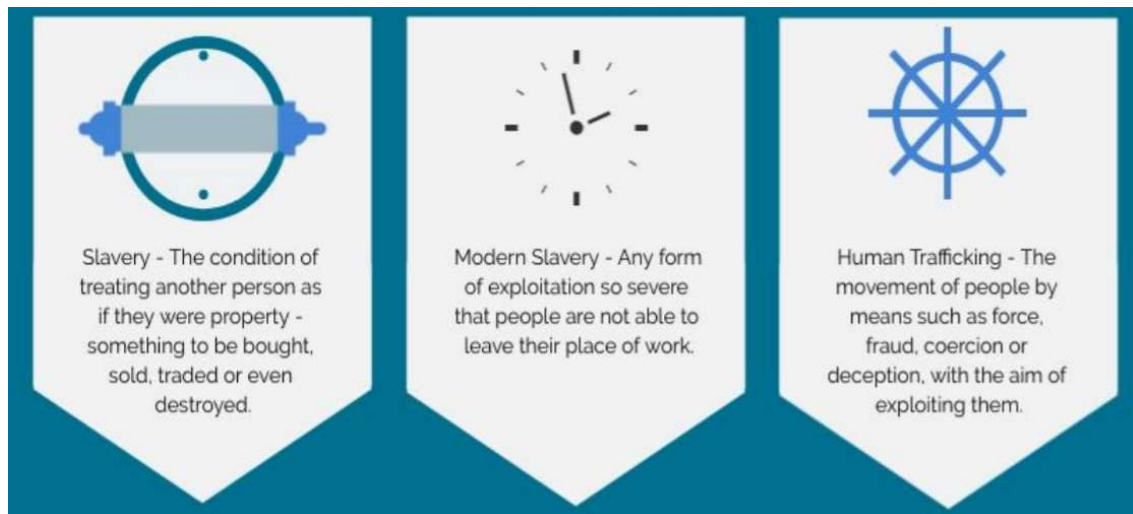 Slavery - The condition of
treating another person as
if they were property -
something to be bought,
sold, traded or even
destroyed.
Modern Slavery - Any form
of exploitation so severe
that people are not able to
leave their place of work.
Human Trafficking - The
movement of people by
means such as force,
fraud, coercion or
deception, with the aim of
exploiting them.